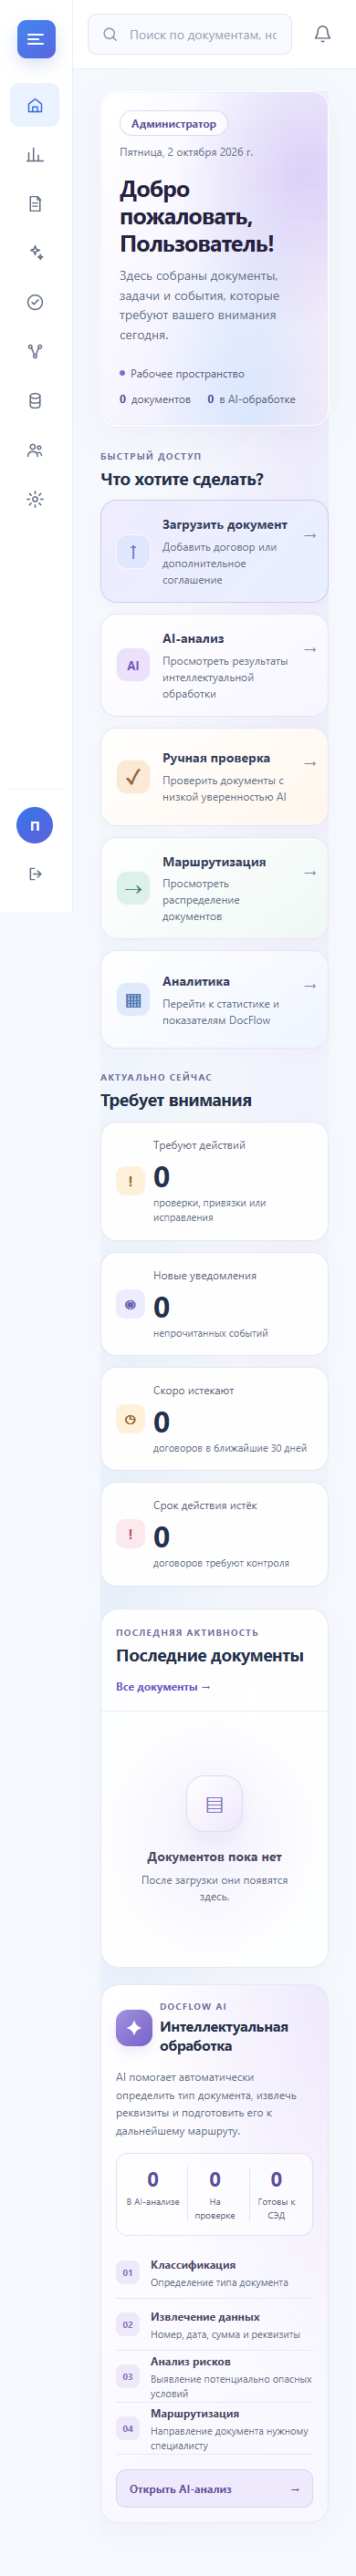 Поиск по документам, нс
Администратор
Пятница, 2 октября 2026 г.
Добро
пожаловать,
Пользователь!
Здесь собраны документы,
задачи и события, которые
требуют вашего внимания
сегодня.
Рабочее пространство
0 документов 0 в AI-обработке
БЫСТРЫЙ ДОСТУП
Что хотите сделать?
Загрузить документ
Добавить договор или
дополнительное
соглашение
AI
AI-анализ
Просмотреть результаты
интеллектуальной
обработки
Ручная проверка
Проверить документы с
низкой уверенностью AI
Маршрутизация
Просмотреть
распределение
документов
Аналитика
Перейти к статистике и
показателям DocFlow
П
АКТУАЛЬНО СЕЙЧАС
Требует внимания
Требуют действий
!
0
проверки, привязки или
исправления
Новые уведомления
0
непрочитанных событий
Скоро истекают
0
договоров в ближайшие 30 дней
Срок действия истёк
!
0
договоров требуют контроля
ПОСЛЕДНЯЯ АКТИВНОСТЬ
Последние документы
Все документы →
Документов пока нет
После загрузки они появятся
здесь.
DOCFLOW AI
Интеллектуальная
обработка
AI помогает автоматически
определить тип документа, извлечь
реквизиты и подготовить его к
дальнейшему маршруту.
0 0 0
В AI-анализе На Готовы к
проверке СЭД
01 Классификация
Определение типа документа
02 Извлечение данных
Номер, дата, сумма и реквизиты
03 Анализ рисков
Выявление потенциально опасных
условий
04 Маршрутизация
Направление документа нужному
специалисту
Открыть AI-анализ →